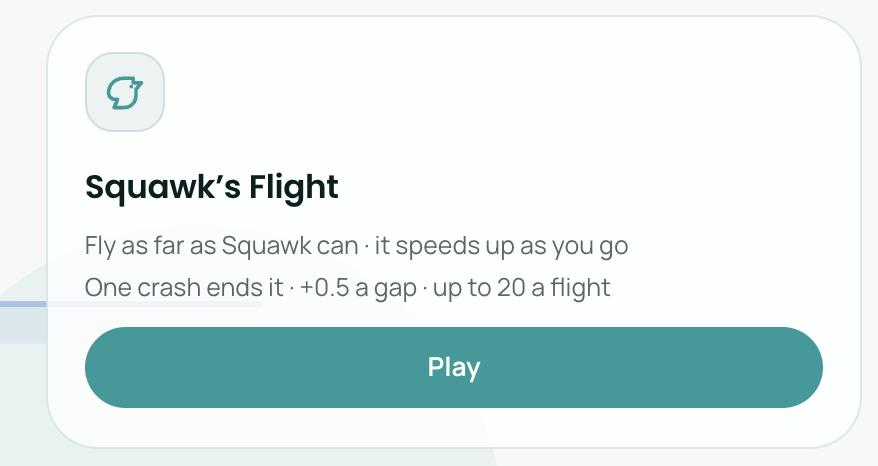 Squawk’s Flight
Fly as far as Squawk can · it speeds up as you go
One crash ends it · +0.5 a gap · up to 20 a flight
Play